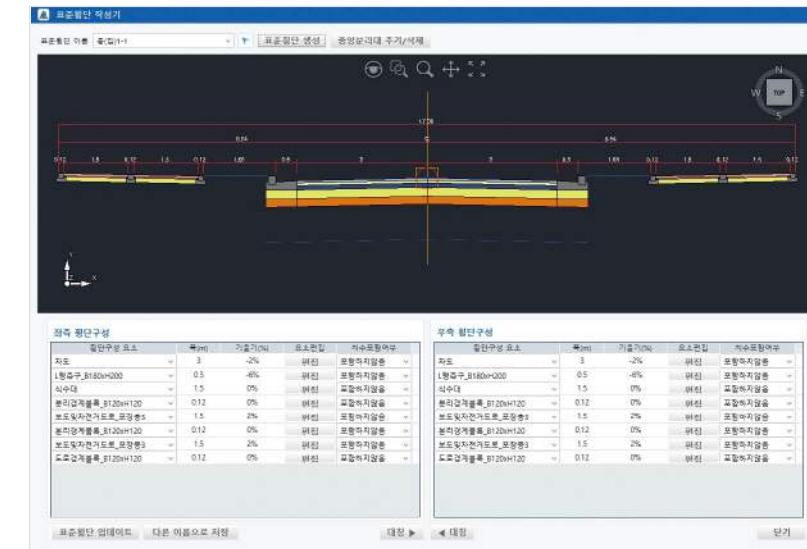 표준횡단 작성기
표준횡단 이름 중(집)1-1 표준횡단 생성 중앙분리대 추가/삭제
N
W TOP E
S
0.12 1.5 0.12 1.5 0.12 0.5 3 3 0.5 0.12 1.5 0.12 1.5 0.12
Y
Z X
좌측 횡단구성
횡단구성 요소 폭(m) 기울기(%) 요소편집 치수포함여부
차도 3 -2% 편집 포함하지않음
L형측구_B180xH200 0.5 -6% 편집 포함하지않음
식수대 1.5 0% 편집 포함하지않음
분리경계블록_B120xH120 0.12 0% 편집 포함하지않음
보도및자전거도로_포장층3 1.5 2% 편집 포함하지않음
분리경계블록_B120xH120 0.12 0% 편집 포함하지않음
보도및자전거도로_포장층3 1.5 2% 편집 포함하지않음
도로경계블록_B120xH120 0.12 0% 편집 포함하지않음
우측 횡단구성
횡단구성 요소 폭(m) 기울기(%) 요소편집 치수포함여부
차도 3 -2% 편집 포함하지않음
L형측구_B180xH200 0.5 -6% 편집 포함하지않음
식수대 1.5 0% 편집 포함하지않음
분리경계블록_B120xH120 0.12 0% 편집 포함하지않음
보도및자전거도로_포장층3 1.5 2% 편집 포함하지않음
분리경계블록_B120xH120 0.12 0% 편집 포함하지않음
보도및자전거도로_포장층3 1.5 2% 편집 포함하지않음
도로경계블록_B120xH120 0.12 0% 편집 포함하지않음
표준횡단 업데이트 다른 이름으로 저장 대칭 ▶ ◀ 대칭 닫기